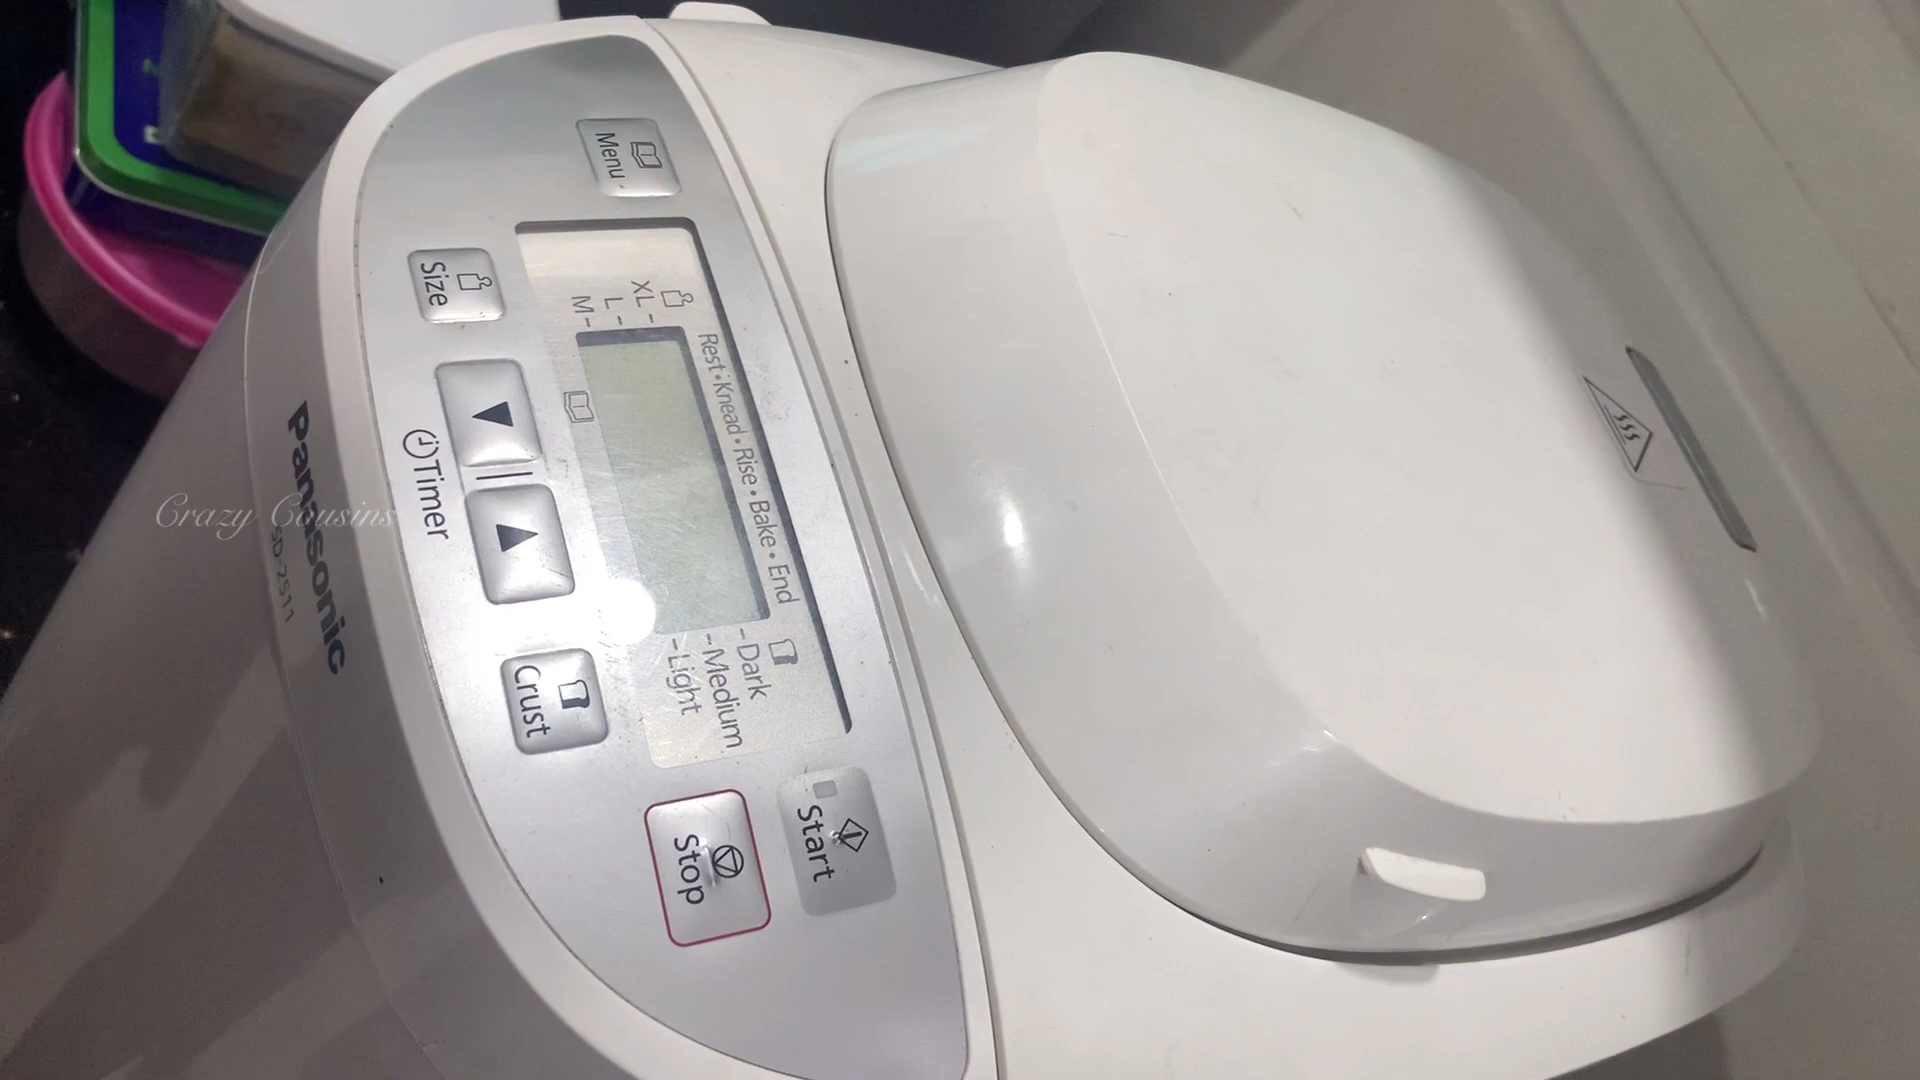 Menu
Size
XL
L
M
Rest • Knead • Rise • Bake • End
Timer
Dark
Medium
Light
Crust
Start
Stop
Panasonic
SD-2511
Crazy Cousins